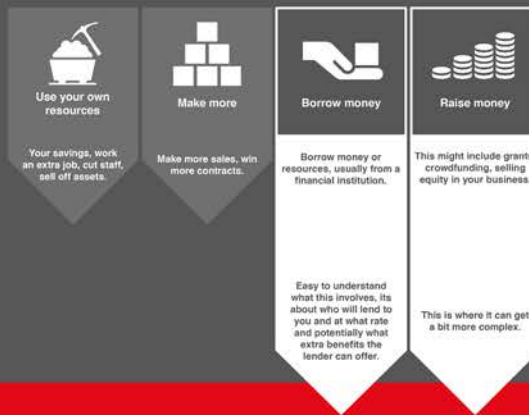 Use your own
resources
Your savings, work
an extra job, cut staff,
sell off assets.
Make more
Make more sales, win
more contracts.
Borrow money
Borrow money or
resources, usually from a
financial institution.
Easy to understand
what this involves, its
about who will lend to
you and at what rate
and potentially what
extra benefits the
lender can offer.
Raise money
This might include grants,
crowdfunding, selling
equity in your business.
This is where it can get
a bit more complex.